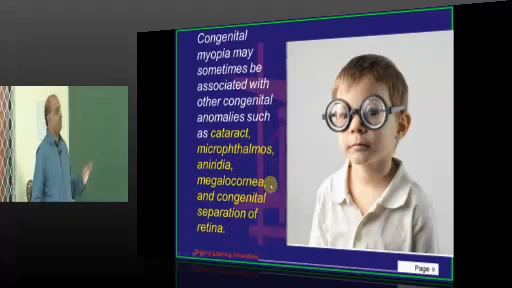 Congenital
myopia may
sometimes be
associated with
other congenital
anomalies such
as cataract,
microphthalmos,
aniridia,
megalocornea,
and congenital
separation of
retina.
Page 9